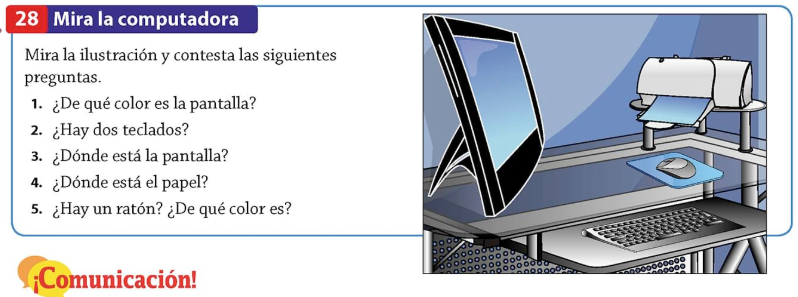 28 Mira la computadora
Mira la ilustración y contesta las siguientes
preguntas.
1. ¿De qué color es la pantalla?
2. ¿Hay dos teclados?
3. ¿Dónde está la pantalla?
4. ¿Dónde está el papel?
5. ¿Hay un ratón? ¿De qué color es?
¡Comunicación!